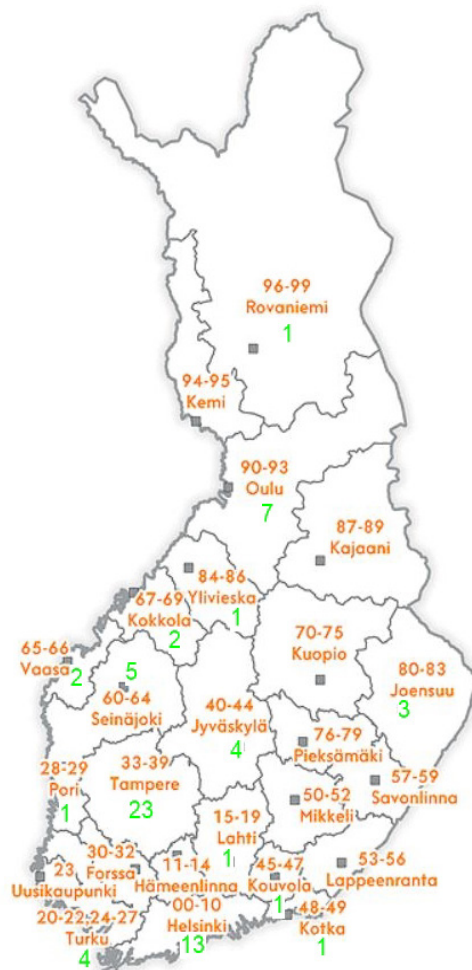 96-99
Rovaniemi
1
94-95
Kemi
90-93
Oulu
7
87-89
Kajaani
84-86
Ylivieska
1
67-69
Kokkola
2
70-75
Kuopio
65-66
Vaasa
2
5
60-64
Seinäjoki
80-83
Joensuu
3
40-44
Jyväskylä
4
76-79
Pieksämäki
33-39
Tampere
23
28-29
Pori
1
57-59
Savonlinna
50-52
Mikkeli
15-19
Lahti
1
30-32
Forssa
11-14
Hämeenlinna
45-47
Kouvola
1
53-56
Lappeenranta
23
Uusikaupunki
20-22,24-27
Turku
4
00-10
Helsinki
13
48-49
Kotka
1